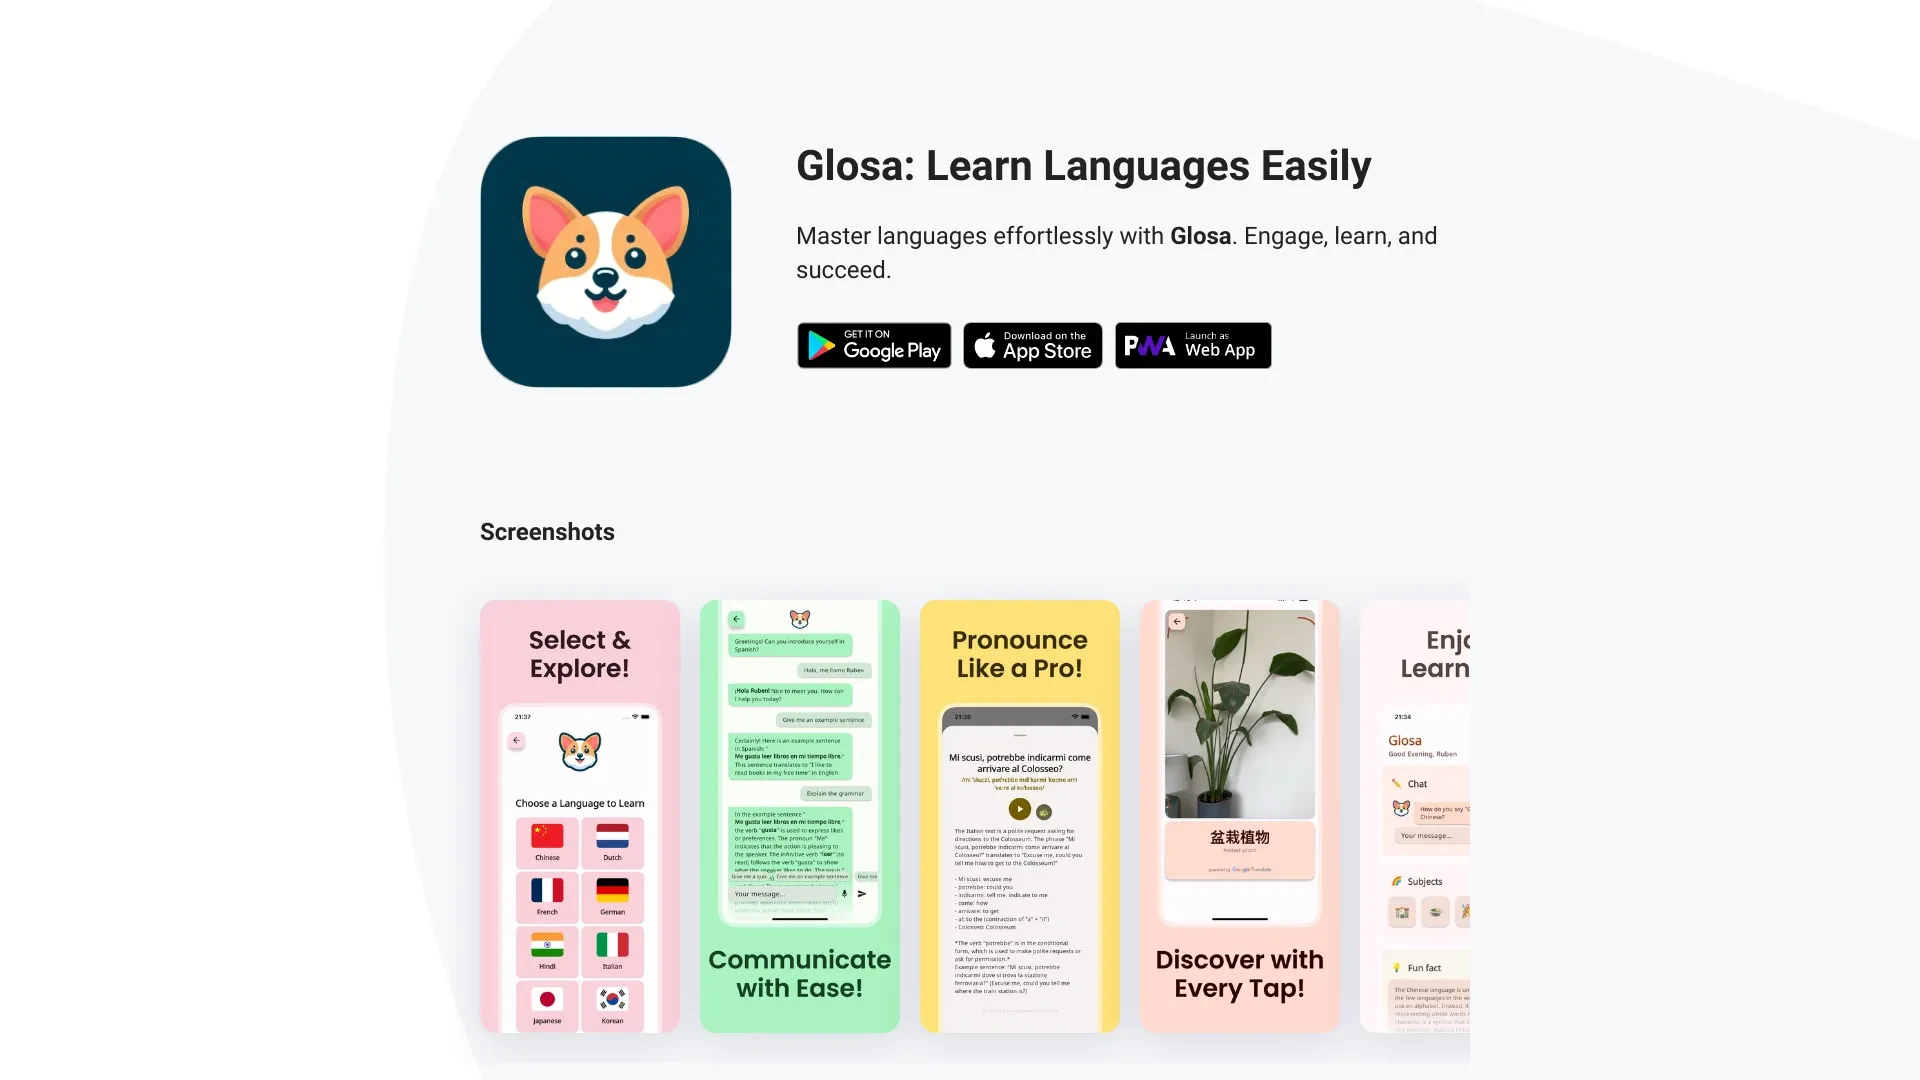 Glosa: Learn Languages Easily
Master languages effortlessly with Glosa. Engage, learn, and
succeed.
GET IT ON
Google Play
Download on the
App Store
PWA
Launch as
Web App
Screenshots
Select &
Explore!
21:37
Choose a Language to Learn
Chinese
Dutch
French
German
Hindi
Italian
Japanese
Korean
Greetings! Can you introduce yourself in
Spanish?
Hola, me llamo Ruben
¡Hola Ruben! Nice to meet you. How can
I help you today?
Give me an example sentence
Certainly! Here is an example sentence
in Spanish: "
Me gusta leer libros en mi tiempo libre."
This sentence translates to "I like to
read books in my free time" in English.
Explain the grammar
In the example sentence "
Me gusta leer libros en mi tiempo libre,"
the verb "gusta" is used to express likes
or preferences. The pronoun "Me"
indicates that the action is pleasing to
the speaker. The infinitive verb "leer" (to
read) follows the verb "gusta" to show
what the speaker likes to do. The noun "
Give me a quiz
Give me an example sentence
Give me
Your message...
Communicate
with Ease!
Pronounce
Like a Pro!
21:36
Mi scusi, potrebbe indicarmi come
arrivare al Colosseo?
The Italian text is a polite request asking for
directions to the Colosseum. The phrase "Mi
scusi, potrebbe indicarmi come arrivare al
Colosseo?" translates to "Excuse me, could you
tell me how to get to the Colosseum?"
- Mi scusi: excuse me
- potrebbe: could you
- indicarmi: tell me, indicate to me
- come: how
- arrivare: to get
- al: to the (contraction of "a" + "il")
- Colosseo: Colosseum
*The verb "potrebbe" is in the conditional
form, which is used to make polite requests or
ask for permission.*
Example sentence: "Mi scusi, potrebbe
indicarmi dove si trova la stazione
ferroviaria?" (Excuse me, could you tell me
where the train station is?)
盆栽植物
Potted plant
powered by Google Translate
Discover with
Every Tap!
Enjo
Learn
21:34
Glosa
Good Evening, Ruben
Chat
How do you say "G
Chinese?
Your message...
Subjects
Fun fact
The Chinese language is un
the few languages in the wo
use an alphabet. Instead, it
representing whole words
character is a symbol that c